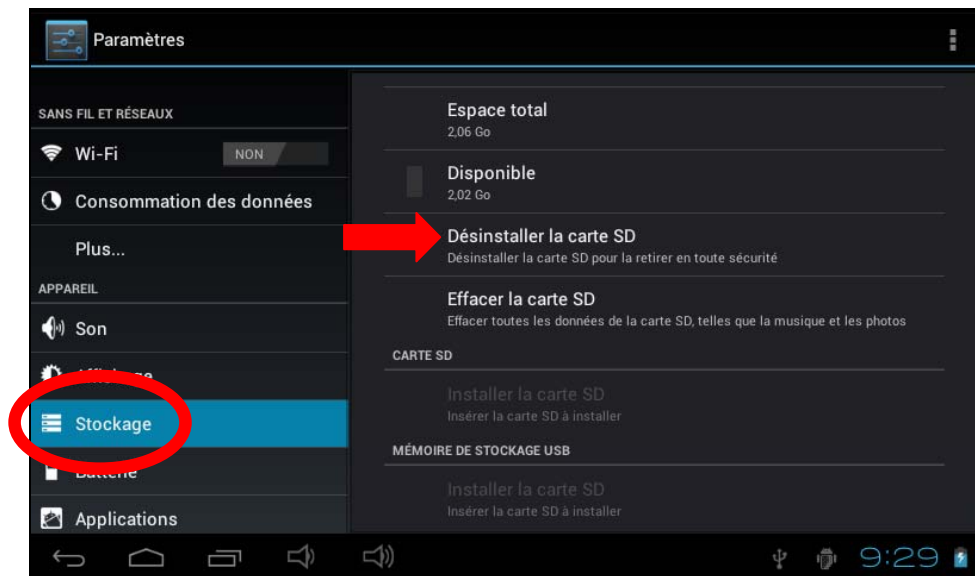 Paramètres
SANS FIL ET RÉSEAUX
Wi-Fi
NON
Consommation des données
Plus...
APPAREIL
Son
Affichage
Stockage
Batterie
Applications
Espace total
2,06 Go
Disponible
2,02 Go
Désinstaller la carte SD
Désinstaller la carte SD pour la retirer en toute sécurité
Effacer la carte SD
Effacer toutes les données de la carte SD, telles que la musique et les photos
CARTE SD
Installer la carte SD
Insérer la carte SD à installer
MÉMOIRE DE STOCKAGE USB
Installer la carte SD
Insérer la carte SD à installer
9:29